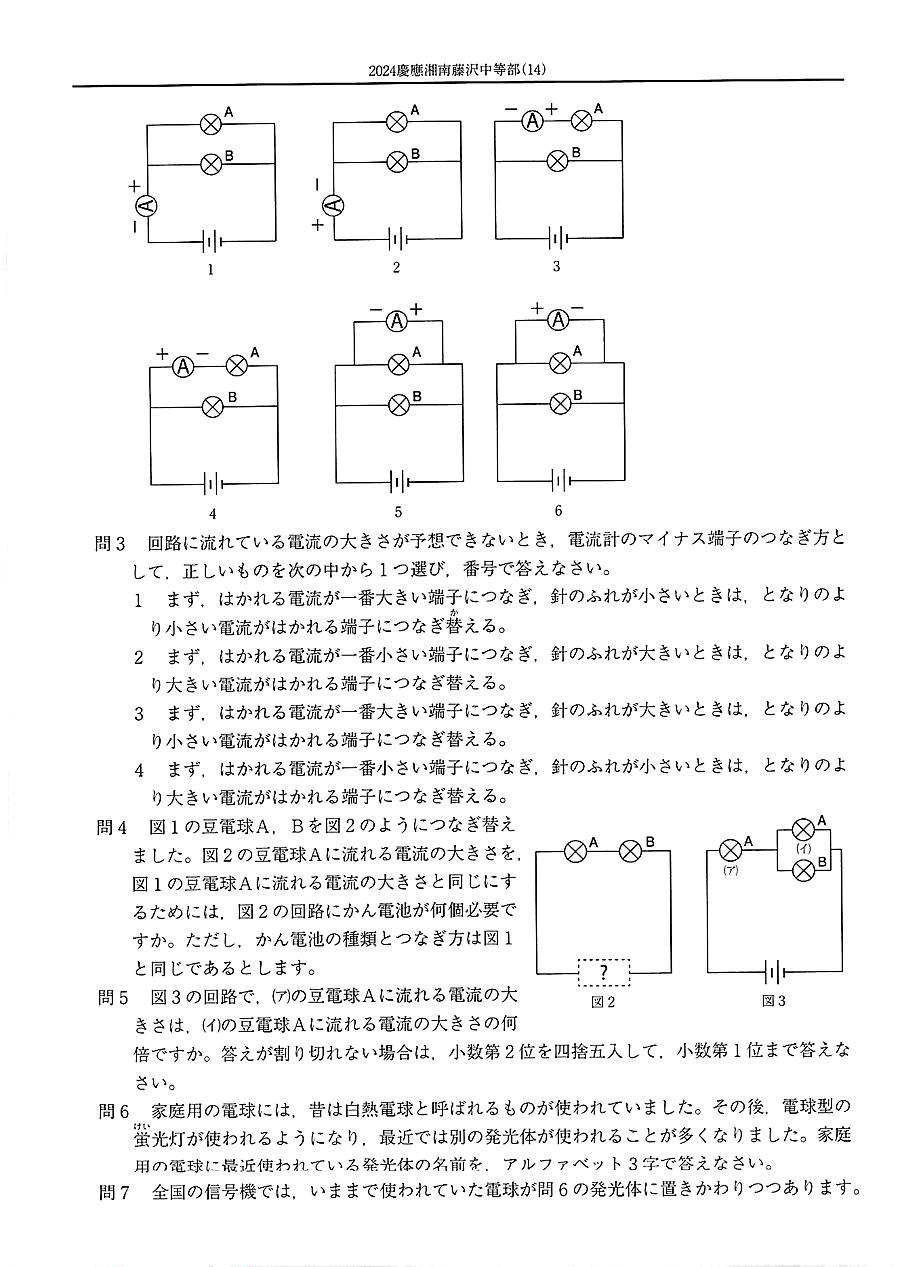 2024慶應湘南藤沢中等部(14)
A
B
+
A
−
1
A
B
−
A
+
2
− A + A
B
3
+ A − A
B
4
− A +
A
B
5
+ A −
A
B
6
問3 回路に流れている電流の大きさが予想できないとき，電流計のマイナス端子のつなぎ方と
して，正しいものを次の中から1つ選び，番号で答えなさい。
1 まず，はかれる電流が一番大きい端子につなぎ，針のふれが小さいときは，となりのよ
か
り小さい電流がはかれる端子につなぎ替える。
2 まず，はかれる電流が一番小さい端子につなぎ，針のふれが大きいときは，となりのよ
り大きい電流がはかれる端子につなぎ替える。
3 まず，はかれる電流が一番大きい端子につなぎ，針のふれが大きいときは，となりのよ
り小さい電流がはかれる端子につなぎ替える。
4 まず，はかれる電流が一番小さい端子につなぎ，針のふれが小さいときは，となりのよ
り大きい電流がはかれる端子につなぎ替える。
問4 図1の豆電球A，Bを図2のようにつなぎ替え
ました。図2の豆電球Aに流れる電流の大きさを，
図1の豆電球Aに流れる電流の大きさと同じにす
るためには，図2の回路にかん電池が何個必要で
すか。ただし，かん電池の種類とつなぎ方は図1
と同じであるとします。
A B
?
図2
A
(ア)
A
(イ)
B
図3
問5 図3の回路で，(ア)の豆電球Aに流れる電流の大
きさは，(イ)の豆電球Aに流れる電流の大きさの何
倍ですか。答えが割り切れない場合は，小数第2位を四捨五入して，小数第1位まで答えな
さい。
問6 家庭用の電球には，昔は白熱電球と呼ばれるものが使われていました。その後，電球型の
けい
蛍光灯が使われるようになり，最近では別の発光体が使われることが多くなりました。家庭
用の電球に最近使われている発光体の名前を，アルファベット3字で答えなさい。
問7 全国の信号機では，いままで使われていた電球が問6の発光体に置きかわりつつあります。